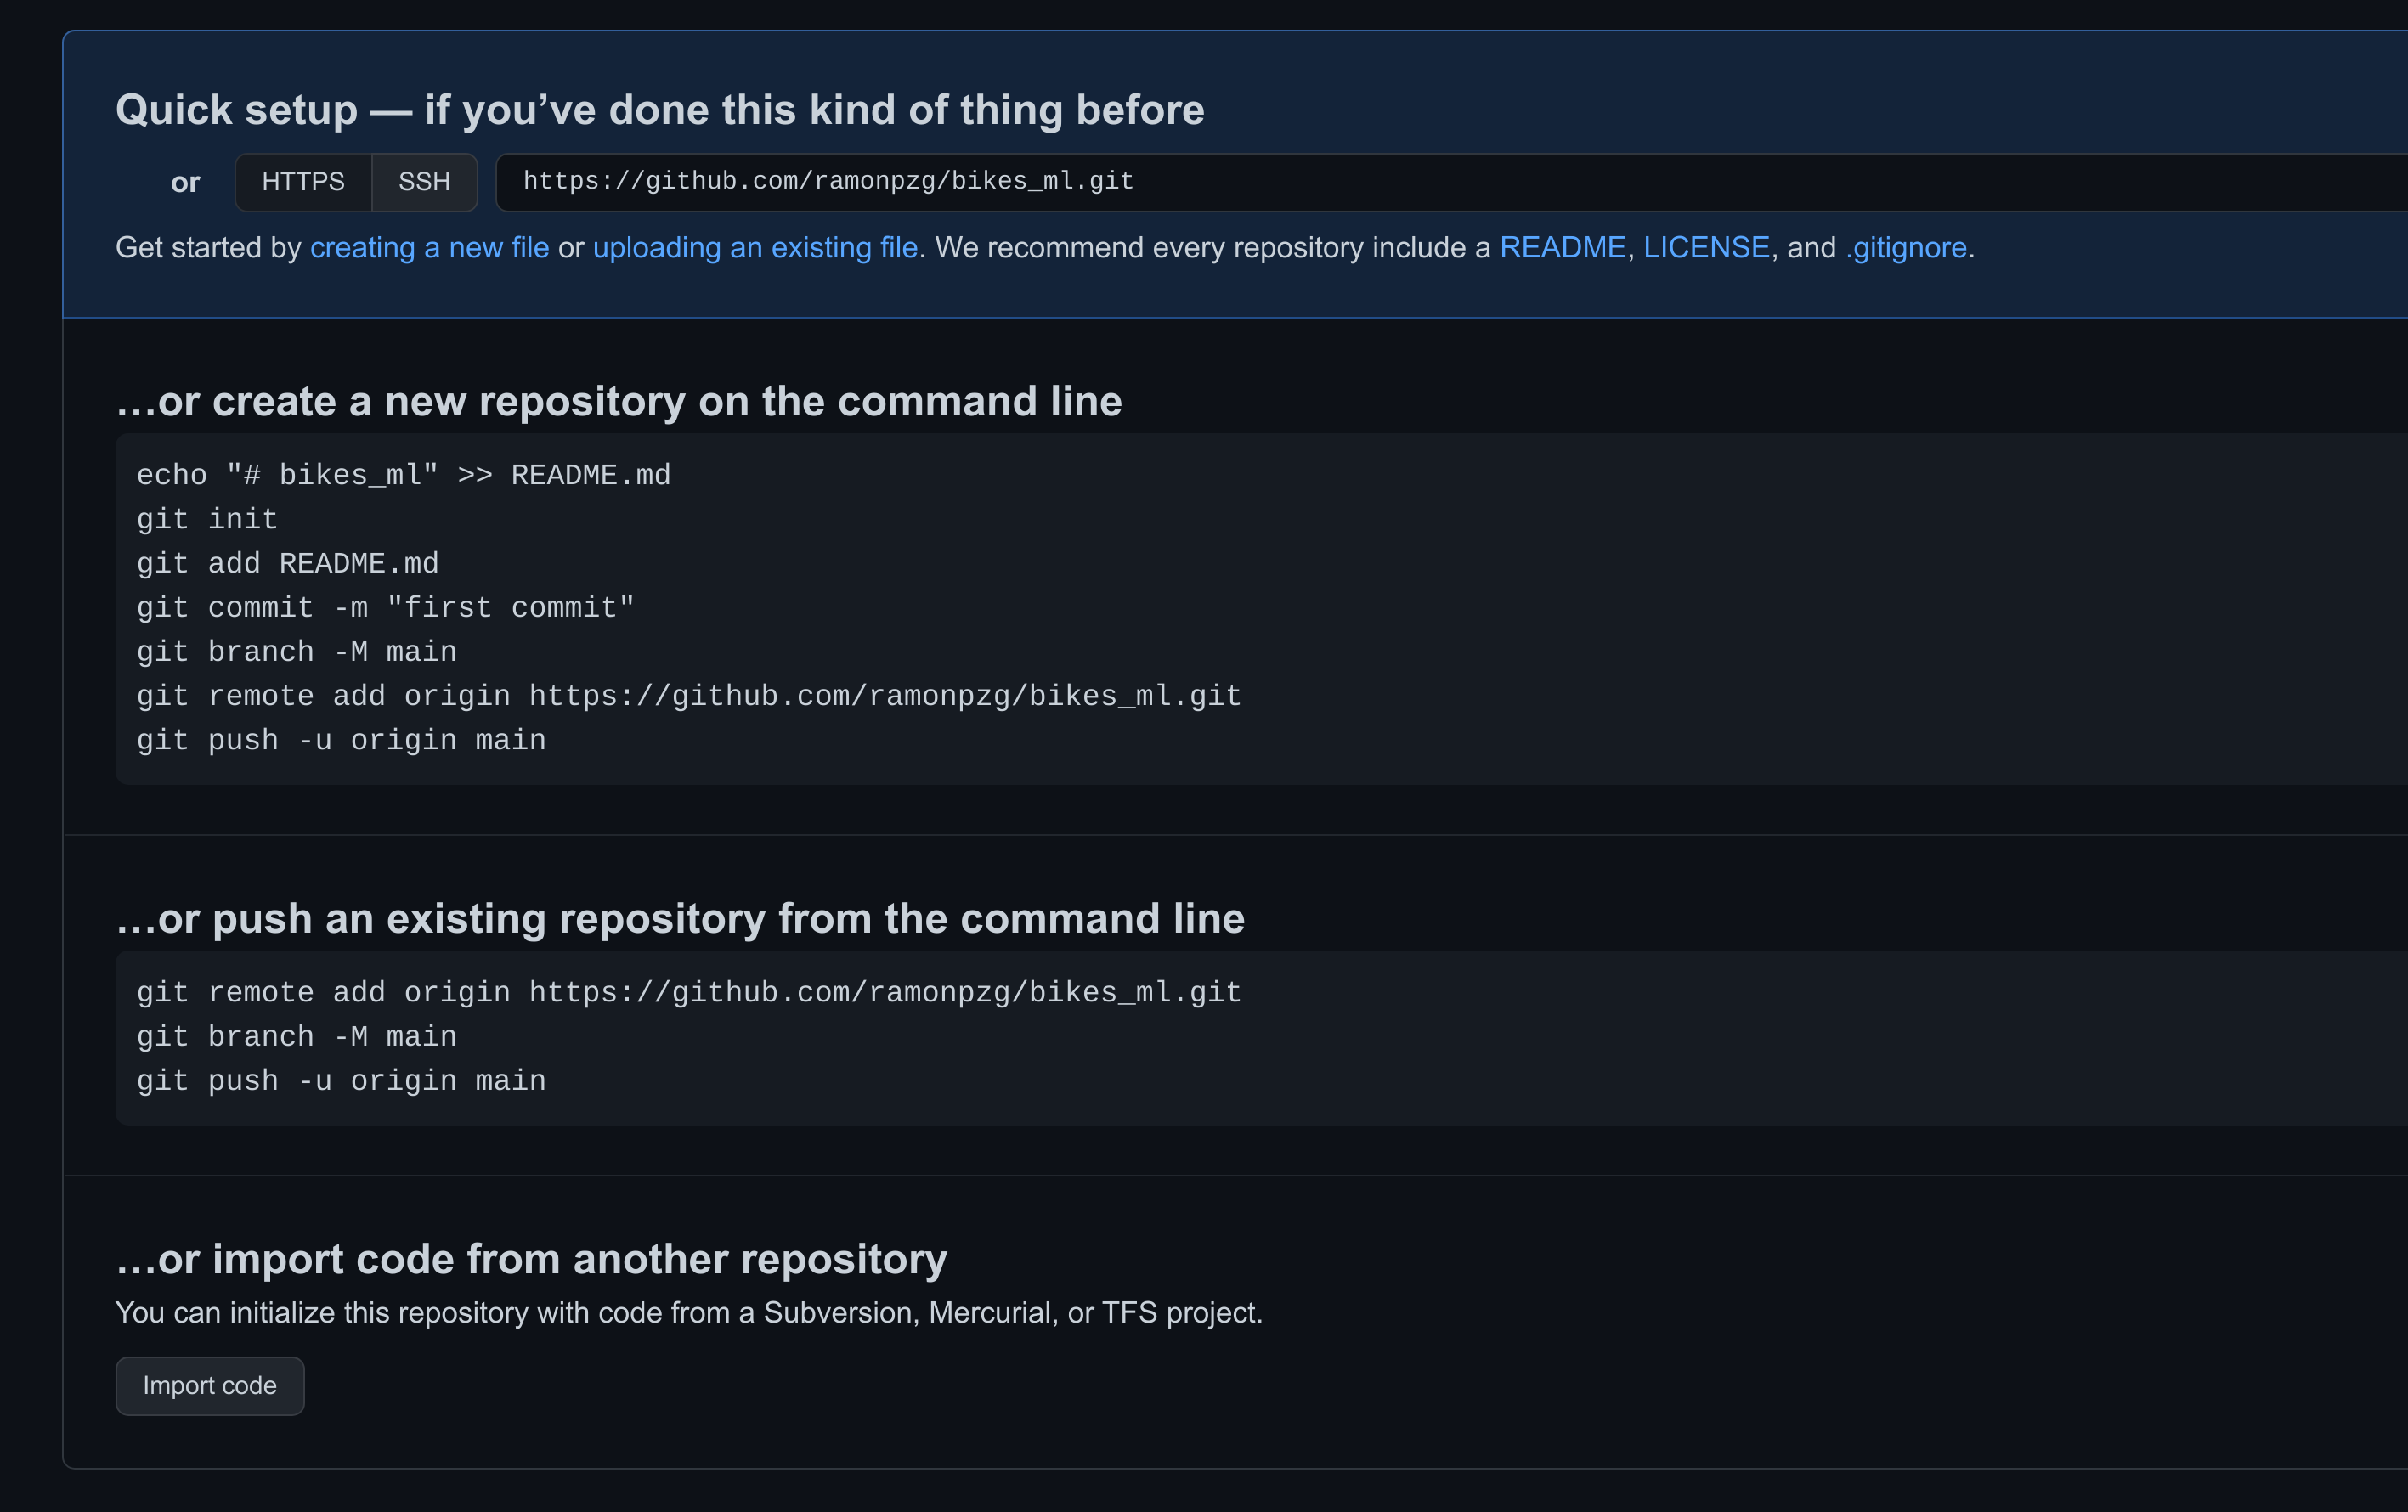 Quick setup — if you’ve done this kind of thing before
or HTTPS SSH https://github.com/ramonpzg/bikes_ml.git
Get started by creating a new file or uploading an existing file. We recommend every repository include a README, LICENSE, and .gitignore.
…or create a new repository on the command line
echo "# bikes_ml" >> README.md
git init
git add README.md
git commit -m "first commit"
git branch -M main
git remote add origin https://github.com/ramonpzg/bikes_ml.git
git push -u origin main
…or push an existing repository from the command line
git remote add origin https://github.com/ramonpzg/bikes_ml.git
git branch -M main
git push -u origin main
…or import code from another repository
You can initialize this repository with code from a Subversion, Mercurial, or TFS project.
Import code